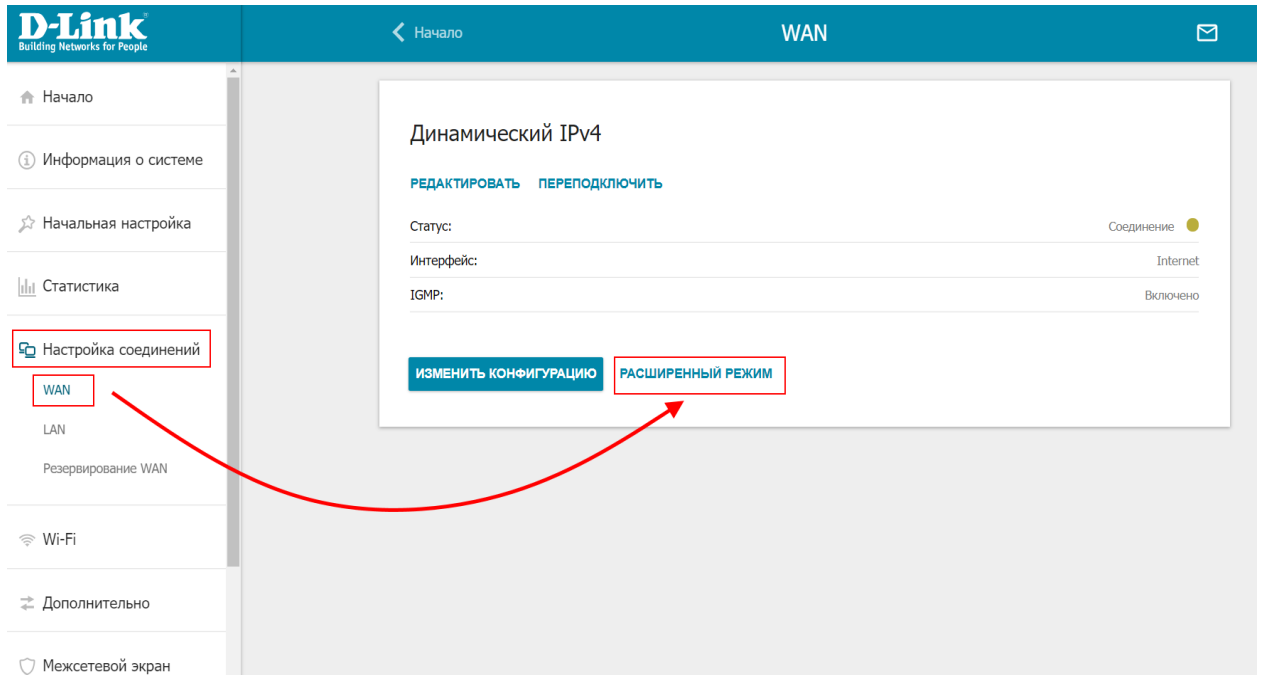 D-Link
Building Networks for People
Начало
WAN
Начало
Информация о системе
Начальная настройка
Статистика
Настройка соединений
WAN
LAN
Резервирование WAN
Wi-Fi
Дополнительно
Межсетевой экран
Динамический IPv4
РЕДАКТИРОВАТЬ ПЕРЕПОДКЛЮЧИТЬ
Статус: Соединение
Интерфейс: Internet
IGMP: Включено
ИЗМЕНИТЬ КОНФИГУРАЦИЮ РАСШИРЕННЫЙ РЕЖИМ